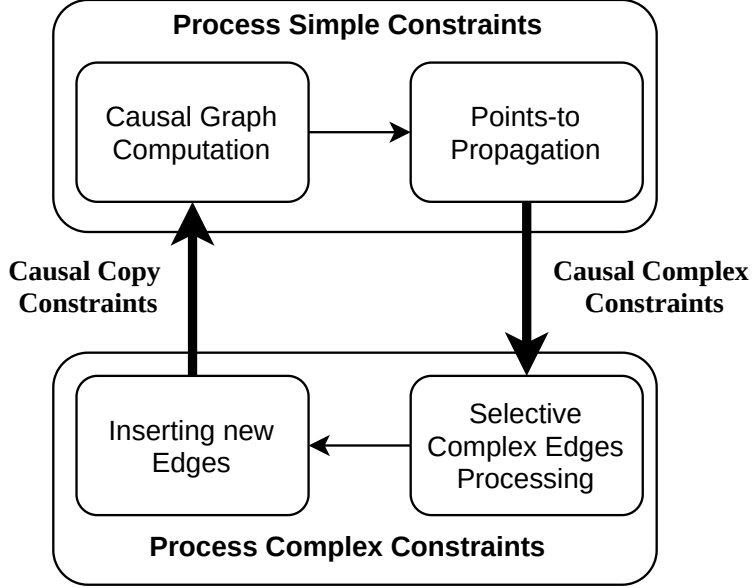 Process Simple Constraints
Causal Graph
Computation
Points-to
Propagation
Causal Copy
Constraints
Causal Complex
Constraints
Inserting new
Edges
Selective
Complex Edges
Processing
Process Complex Constraints